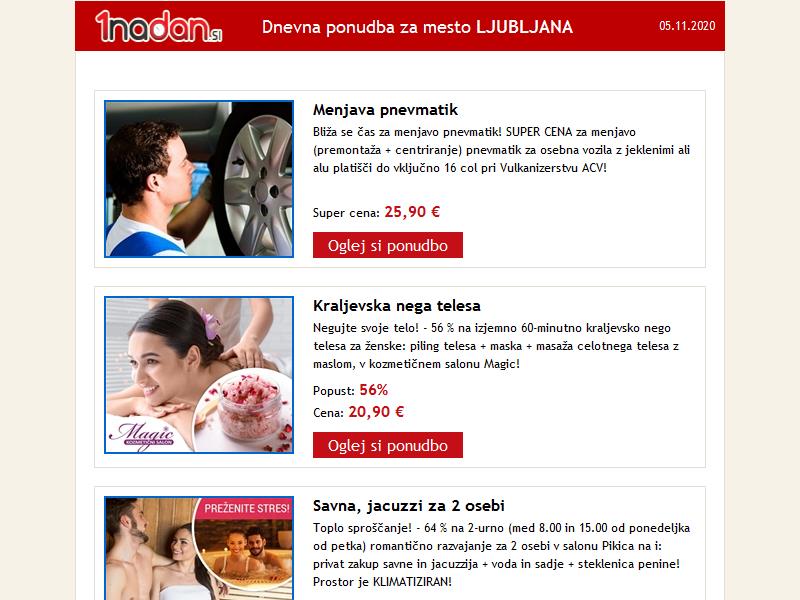 1nadan.si
Dnevna ponudba za mesto LJUBLJANA
05.11.2020
Menjava pnevmatik
Bliža se čas za menjavo pnevmatik! SUPER CENA za menjavo
(premontaža + centriranje) pnevmatik za osebna vozila z jeklenimi ali
alu platišči do vključno 16 col pri Vulkanizerstvu ACV!
Super cena: 25,90 €
Oglej si ponudbo
Kraljevska nega telesa
Negujte svoje telo! - 56 % na izjemno 60-minutno kraljevsko nego
telesa za ženske: piling telesa + maska + masaža celotnega telesa z
maslom, v kozmetičnem salonu Magic!
Popust: 56%
Cena: 20,90 €
Oglej si ponudbo
Magic
KOZMETIČNI SALON
PREŽENITE STRES!
Savna, jacuzzi za 2 osebi
Toplo sproščanje! - 64 % na 2-urno (med 8.00 in 15.00 od ponedeljka
od petka) romantično razvajanje za 2 osebi v salonu Pikica na i:
privat zakup savne in jacuzzija + voda in sadje + steklenica penine!
Prostor je KLIMATIZIRAN!